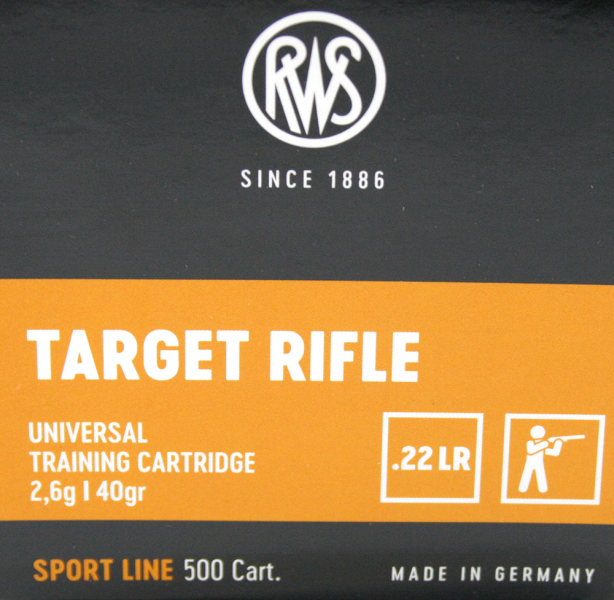 RWS
SINCE 1886
TARGET RIFLE
UNIVERSAL
TRAINING CARTRIDGE
2,6g | 40gr
.22 LR
SPORT LINE 500 Cart.
MADE IN GERMANY